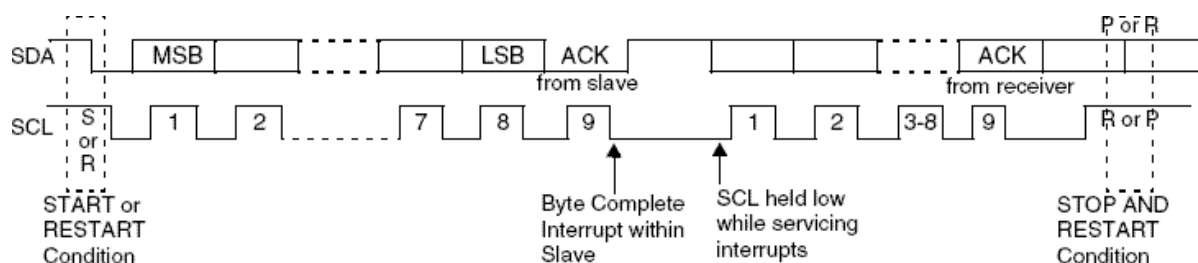 P or R
SDA MSB LSB ACK ACK
from slave from receiver
SCL S or R 1 2 7 8 9 1 2 3-8 9 R or P
START or
RESTART
Condition
Byte Complete
Interrupt within
Slave
SCL held low
while servicing
interrupts
STOP AND
RESTART
Condition